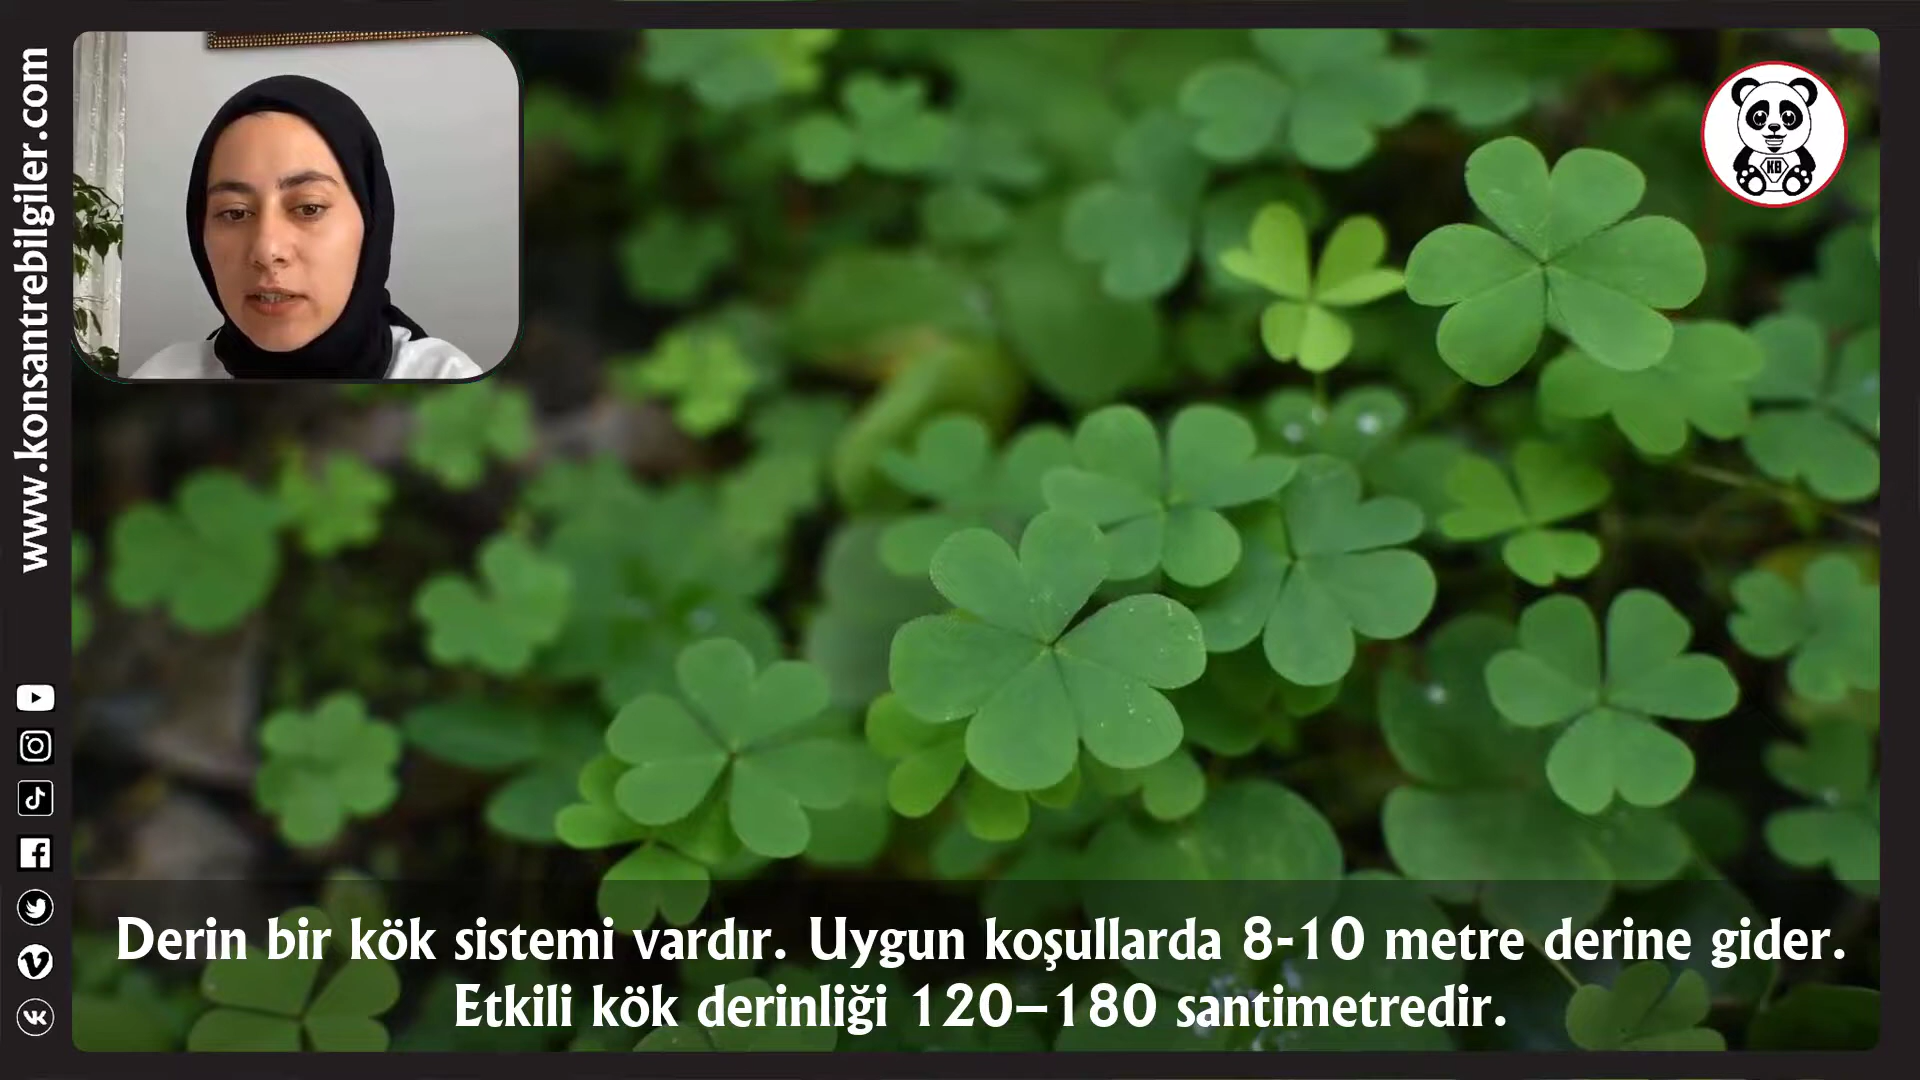 www.konsantrebilgiler.com
KB
Derin bir kök sistemi vardır. Uygun koşullarda 8-10 metre derine gider.
Etkili kök derinliği 120–180 santimetredir.